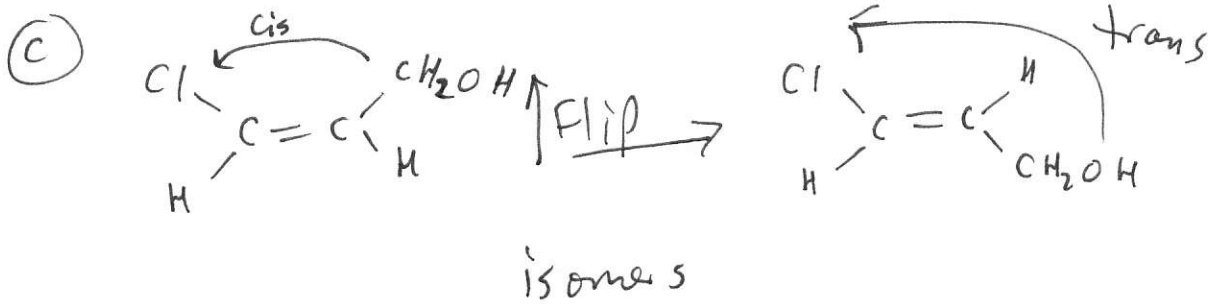 C
cis
trans
Cl CH₂OH Flip Cl H
C=C C=C
H H H CH₂OH
isomers